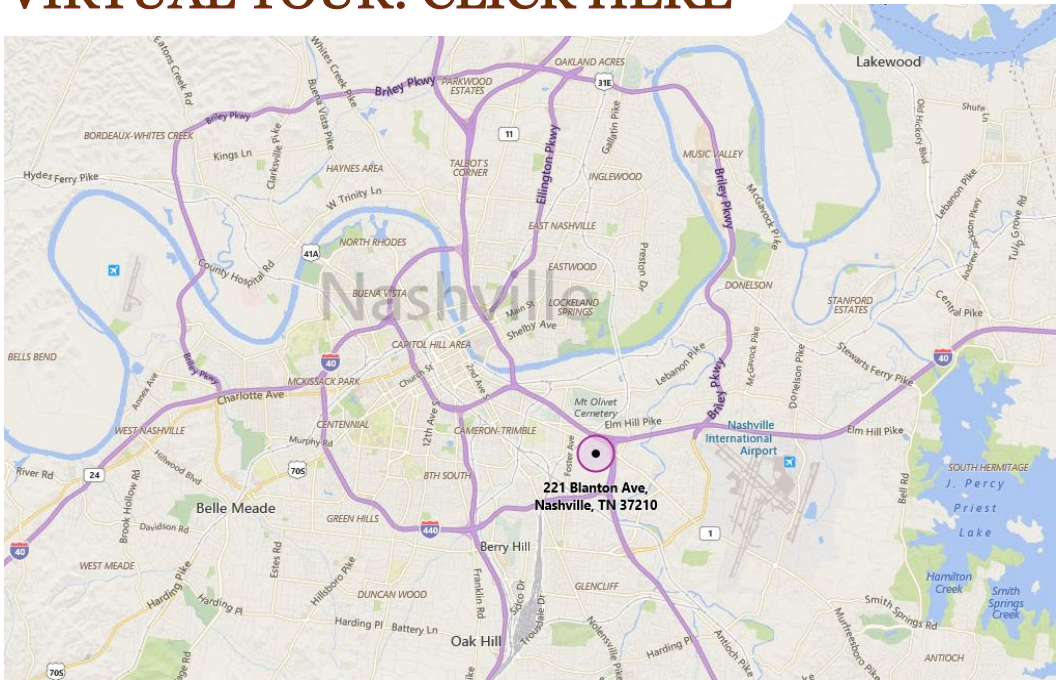 VIRTUAL TOUR: CLICK HERE
Lakewood
OAKLAND ACRES
31E
Eatons Creek Rd
Whites Creek Pike
Buena Vista Pike
Briley Pkwy
PARKWOOD
ESTATES
Briley Pkwy
BORDEAUX-WHITES CREEK
Clarksville Pike
Kings Ln
11
Ellington Pkwy
Gallatin Pike
Old Hickory Blvd
Shute Ln
MUSIC VALLEY
HAYNES AREA
TALBOT'S
CORNER
INGLEWOOD
Hydes Ferry Pike
W. Trinity Ln
Briley Pkwy
McGavock Pike
Lebanon Pike
Andrew Jackson Pkwy
Tulip Grove Rd
EAST NASHVILLE
NORTH RHODES
41A
County Hospital Rd
EASTWOOD
Preston Dr
DONELSON
Nashville
BUENA VISTA
Main St
LOCKELAND
SPRINGS
STANFORD
ESTATES
Central Pike
Shelby Ave
BELLS BEND
CAPITOL HILL AREA
40
Briley Pkwy
MCKISSACK PARK
Church St
2nd Ave S
Lebanon Pike
McGavock Pike
Donelson Pike
Stewarts Ferry Pike
40
Annex Ave
Charlotte Ave
Briley Pkwy
Mt Olivet
Cemetery
Elm Hill Pike
WEST NASHVILLE
CENTENNIAL
12th Ave S
CAMERON-TRIMBLE
Foster Ave
Nashville
International
Airport
Elm Hill Pike
Murphy Rd
River Rd
24
Hillwood Blvd
70S
8TH SOUTH
Bell Rd
SOUTH HERMITAGE
J. Percy
Priest
Lake
221 Blanton Ave,
Nashville, TN 37210
Brook Hollow Rd
Belle Meade
Davidson Rd
GREEN HILLS
440
1
40
Berry Hill
WEST MEADE
Estes Rd
Hillsboro Pike
Harding Pike
Harding Pl
DUNCAN WOOD
Franklin Rd
Sidco Dr
Trousdale Dr
GLENCLIFF
Hamilton
Creek
Smith
Springs
Creek
Smith Springs Rd
Harding Pl
Battery Ln
Oak Hill
Nolensville Pike
Harding Pl
Antioch Pike
Murfreesboro Pike
ANTIOCH
70S